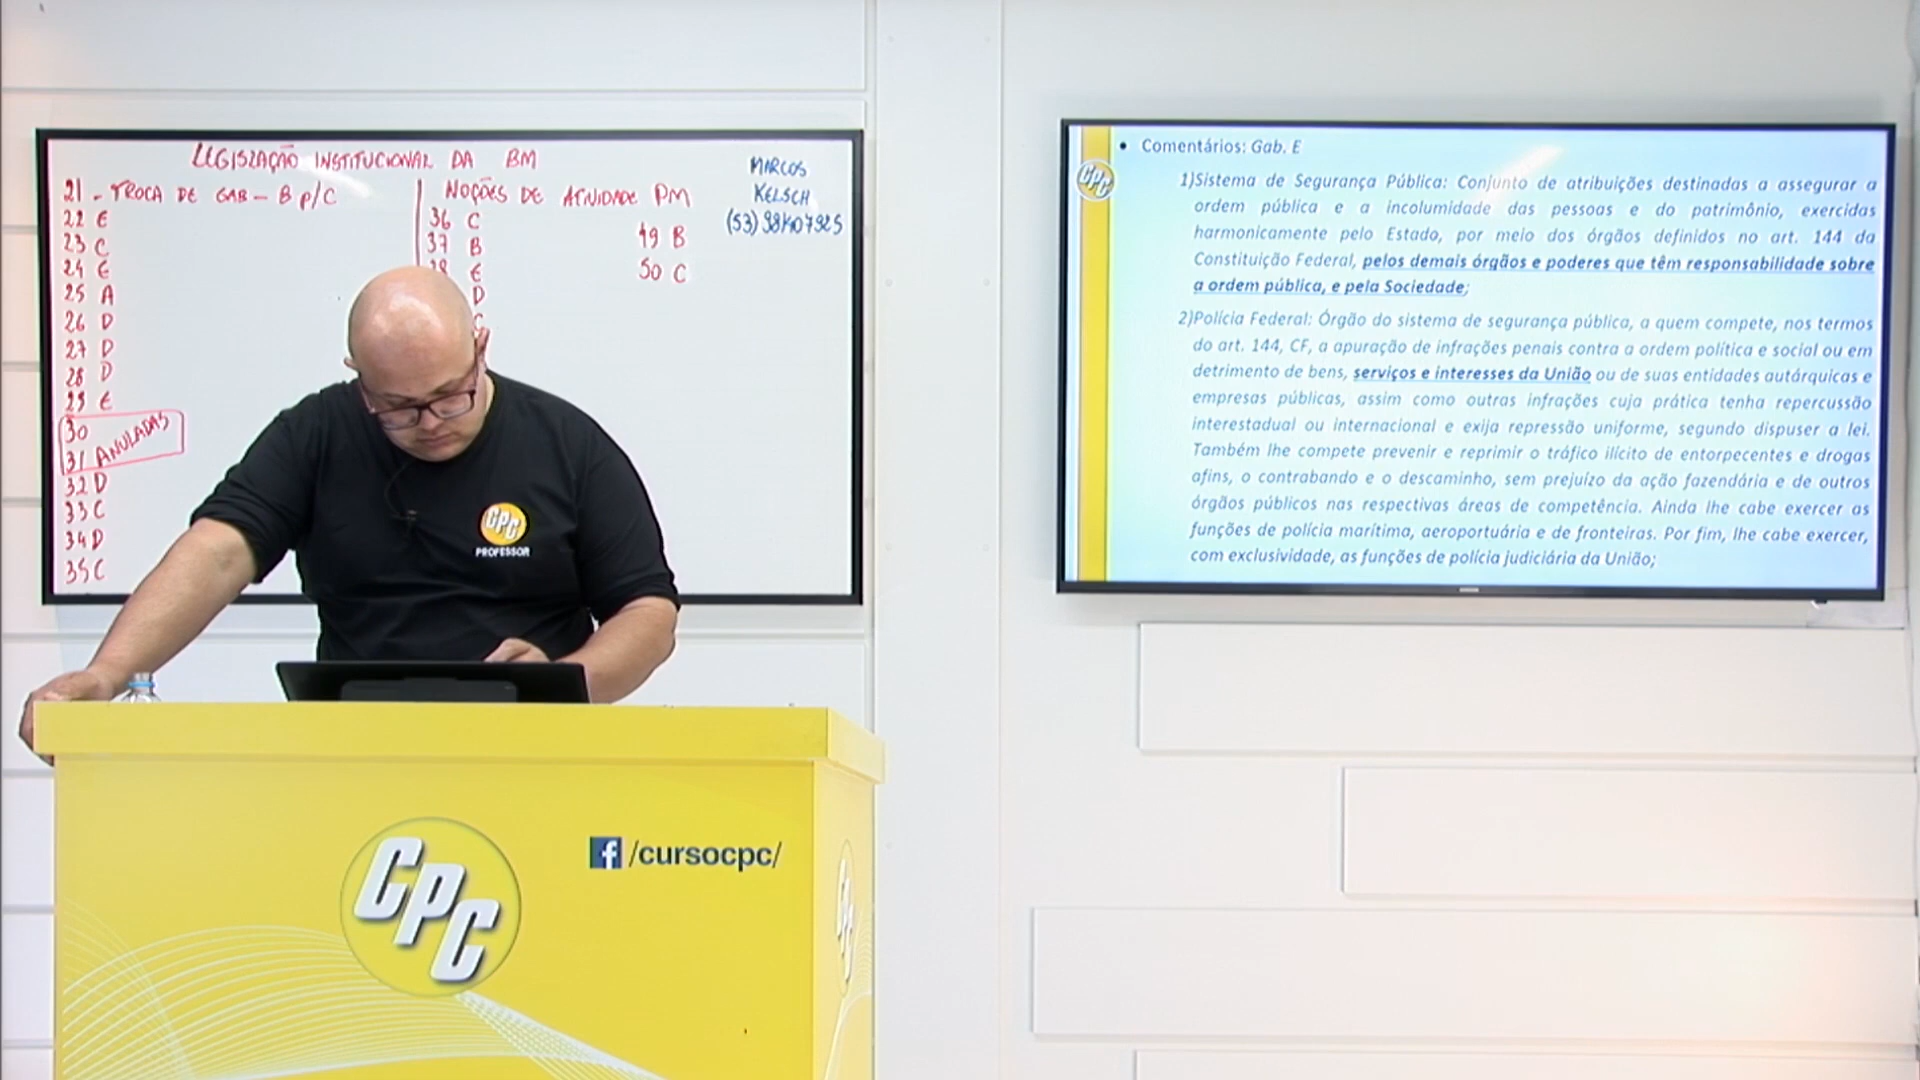 LEGISLAÇÃO INSTITUCIONAL DA BM
21 - TROCA DE GAB - B p/C
22 E
23 C
24 E
25 A
26 D
27 D
28 D
29 E
30
31 ANULADAS
32 D
33 C
34 D
35 C
NOÇÕES DE ATIVIDADE PM
36 C
37 B
38 E
D
C
49 B
50 C
MARCOS
KELSCH
(53)
• Comentários: Gab. E
CPC
1)Sistema de Segurança Pública: Conjunto de atribuições destinadas a assegurar a
ordem pública e a incolumidade das pessoas e do patrimônio, exercidas
harmonicamente pelo Estado, por meio dos órgãos definidos no art. 144 da
Constituição Federal, pelos demais órgãos e poderes que têm responsabilidade sobre
a ordem pública, e pela Sociedade;
2)Polícia Federal: Órgão do sistema de segurança pública, a quem compete, nos termos
do art. 144, CF, a apuração de infrações penais contra a ordem política e social ou em
detrimento de bens, serviços e interesses da União ou de suas entidades autárquicas e
empresas públicas, assim como outras infrações cuja prática tenha repercussão
interestadual ou internacional e exija repressão uniforme, segundo dispuser a lei.
Também lhe compete prevenir e reprimir o tráfico ilícito de entorpecentes e drogas
afins, o contrabando e o descaminho, sem prejuízo da ação fazendária e de outros
órgãos públicos nas respectivas áreas de competência. Ainda lhe cabe exercer as
funções de polícia marítima, aeroportuária e de fronteiras. Por fim, lhe cabe exercer,
com exclusividade, as funções de polícia judiciária da União;
CPC
PROFESSOR
CPC
f /cursocpc/